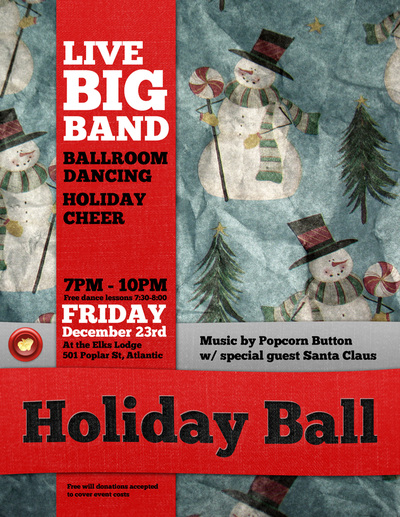 LIVE
BIG
BAND
BALLROOM
DANCING
HOLIDAY
CHEER
7PM - 10PM
Free dance lessons 7:30-8:00
FRIDAY
December 23rd
At the Elks Lodge
501 Poplar St, Atlantic
Music by Popcorn Button
w/ special guest Santa Claus
Holiday Ball
Free will donations accepted
to cover event costs